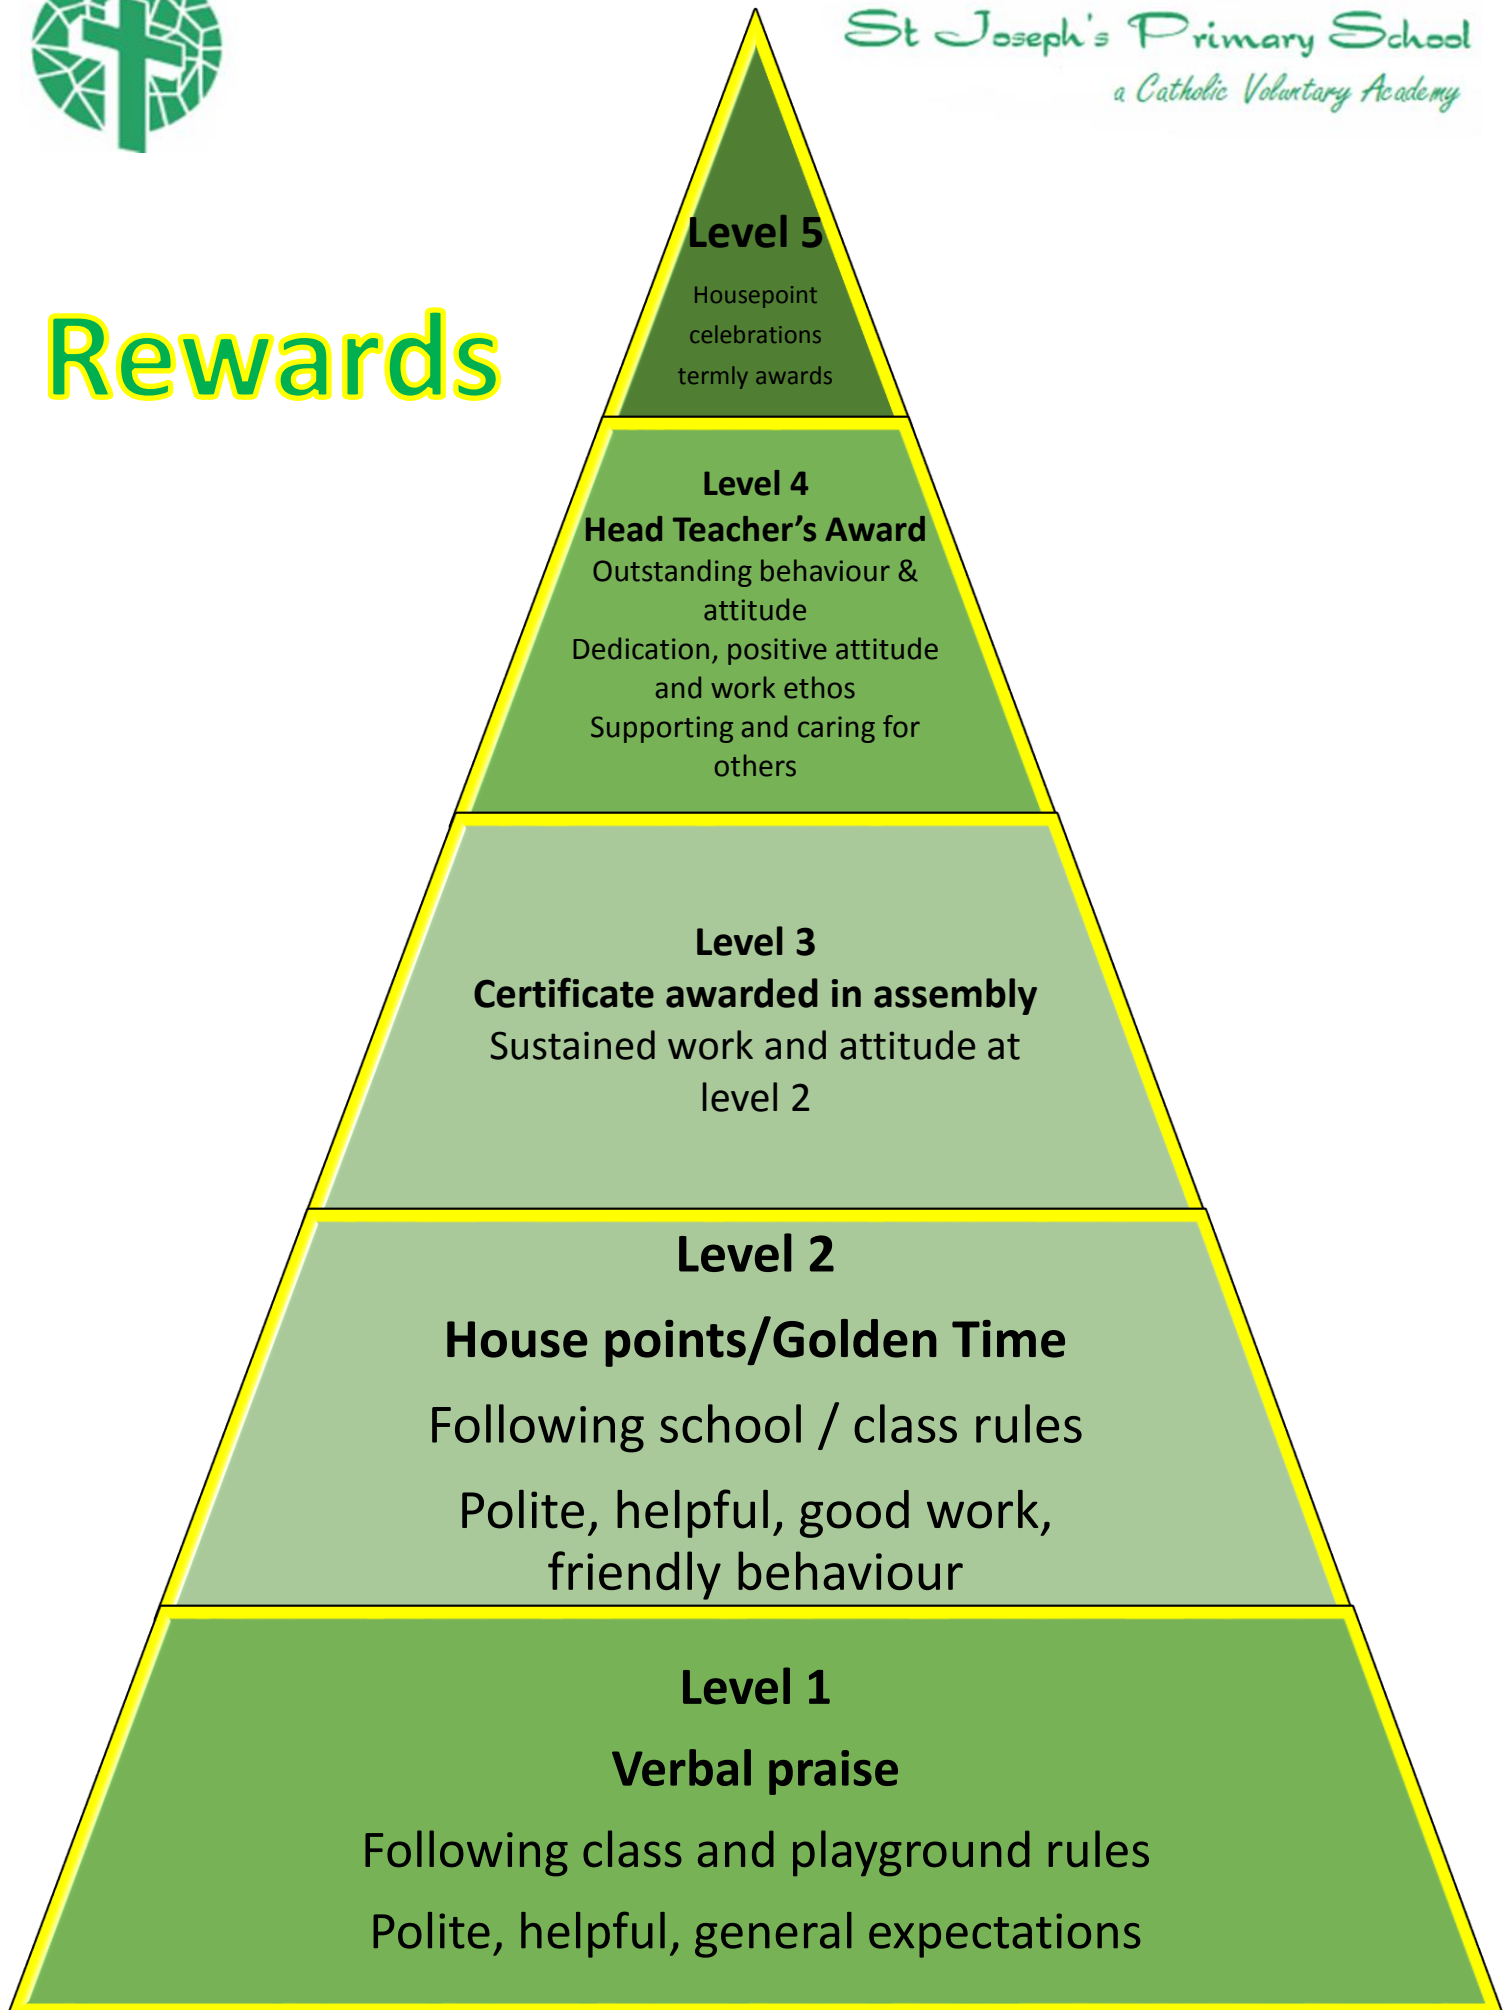 St Joseph's Primary School
a Catholic Voluntary Academy
Rewards
Level 5
Housepoint
celebrations
termly awards
Level 4
Head Teacher’s Award
Outstanding behaviour &
attitude
Dedication, positive attitude
and work ethos
Supporting and caring for
others
Level 3
Certificate awarded in assembly
Sustained work and attitude at
level 2
Level 2
House points/Golden Time
Following school / class rules
Polite, helpful, good work,
friendly behaviour
Level 1
Verbal praise
Following class and playground rules
Polite, helpful, general expectations